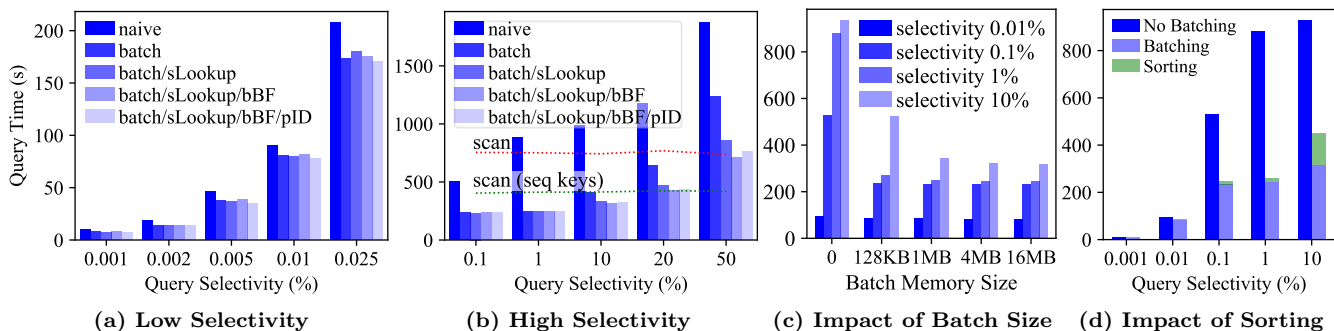 Query Time (s)
200
150
100
50
0
naive
batch
batch/sLookup
batch/sLookup/bBF
batch/sLookup/bBF/pID
0.001 0.002 0.005 0.01 0.025
Query Selectivity (%)
(a) Low Selectivity
1500
1000
500
0
naive
batch
batch/sLookup
batch/sLookup/bBF
batch/sLookup/bBF/pID
scan
scan (seq keys)
0.1 1 10 20 50
Query Selectivity (%)
(b) High Selectivity
800
600
400
200
0
selectivity 0.01%
selectivity 0.1%
selectivity 1%
selectivity 10%
0 128KB 1MB 4MB 16MB
Batch Memory Size
(c) Impact of Batch Size
800
600
400
200
0
No Batching
Batching
Sorting
0.001 0.01 0.1 1 10
Query Selectivity (%)
(d) Impact of Sorting